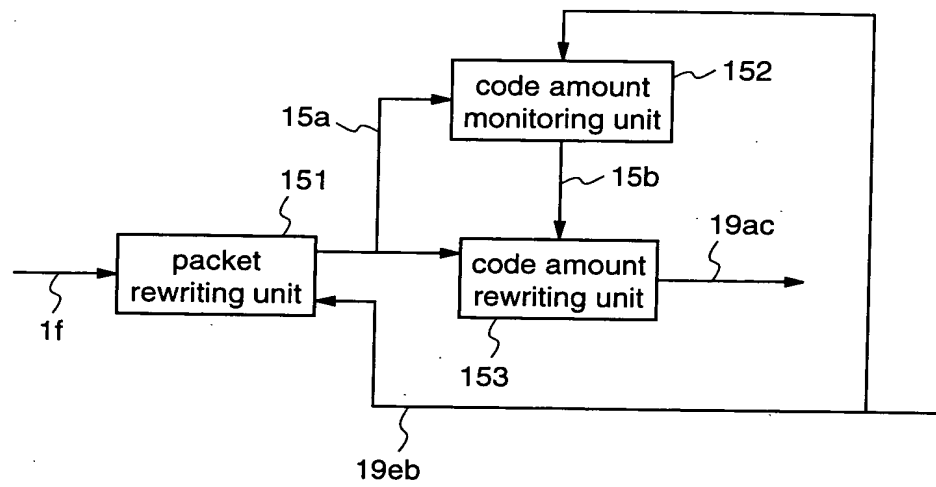 code amount
monitoring unit
152
15a
15b
151
19ac
packet
rewriting unit
code amount
rewriting unit
1f
153
19eb